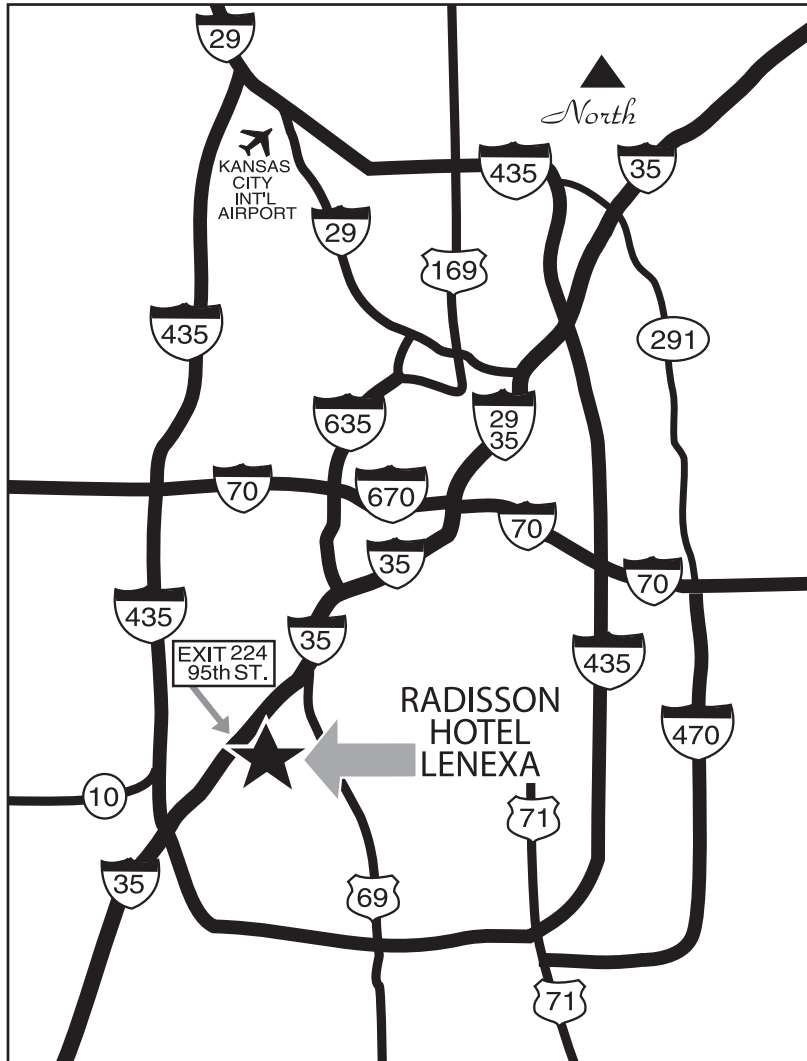 29
North
KANSAS
CITY
INT'L
AIRPORT
435
35
29
169
435
291
635
29
35
70
670
70
35
70
435
35
435
EXIT 224
95th ST.
RADISSON
HOTEL
LENEXA
470
10
71
35
69
71